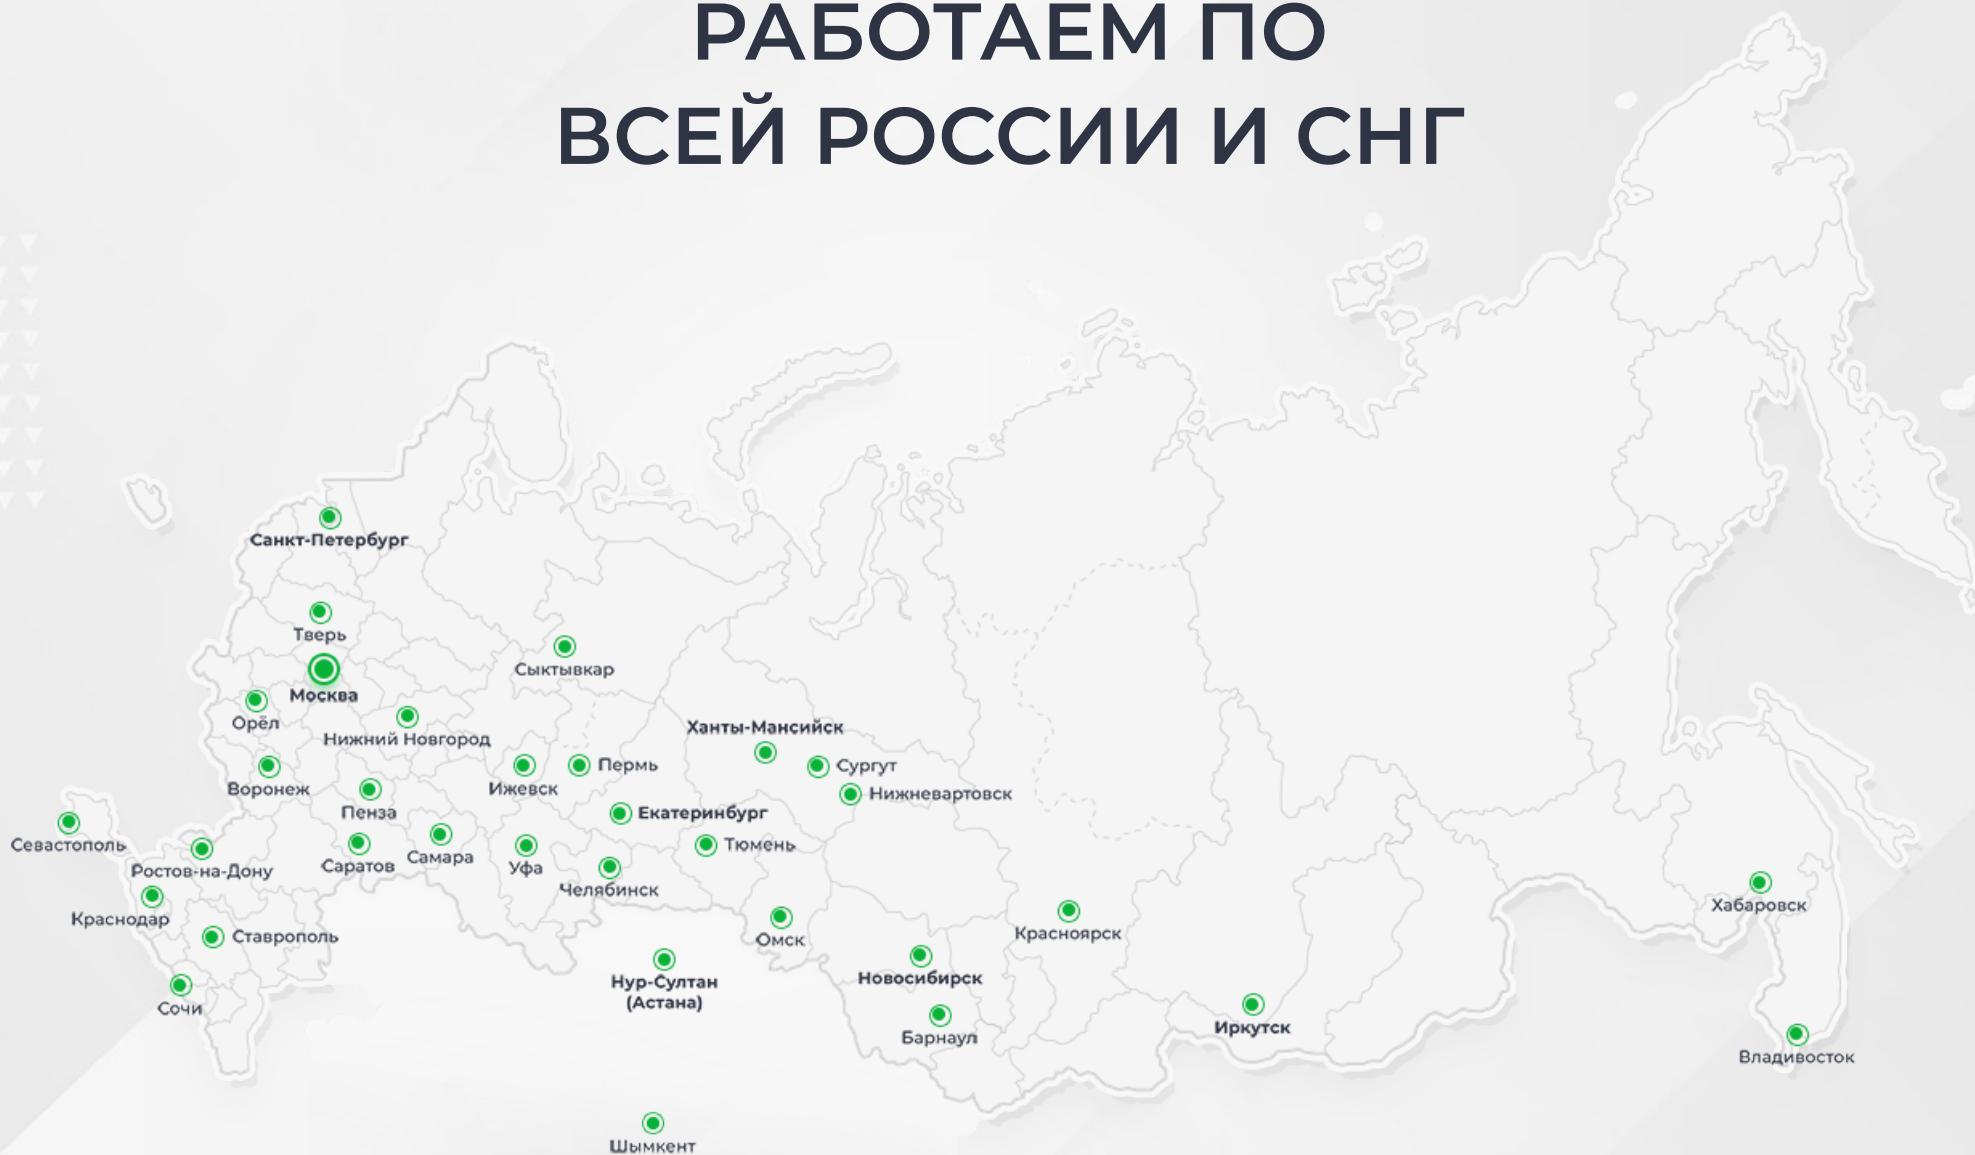 РАБОТАЕМ ПО
ВСЕЙ РОССИИ И СНГ
Санкт-Петербург
Тверь
Сыктывкар
Москва
Орёл
Ханты-Мансийск
Нижний Новгород
Пермь
Сургут
Воронеж
Ижевск
Нижневартовск
Пенза
Екатеринбург
Севастополь
Тюмень
Самара
Саратов
Уфа
Ростов-на-Дону
Челябинск
Хабаровск
Краснодар
Ставрополь
Омск
Красноярск
Новосибирск
Нур-Султан
(Астана)
Сочи
Иркутск
Барнаул
Владивосток
Шымкент